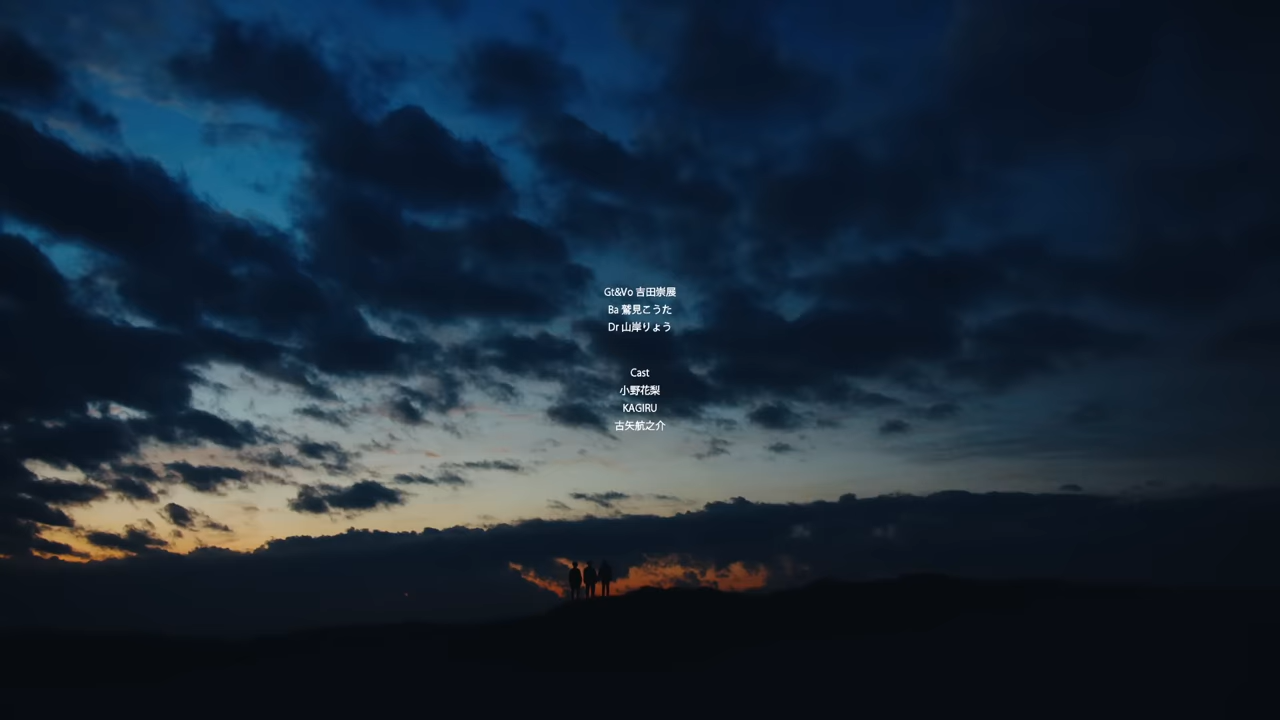 Gt&Vo 吉田崇展
Ba 鷲見こうた
Dr 山岸りょう
Cast
小野花梨
KAGIRU
古矢航之介